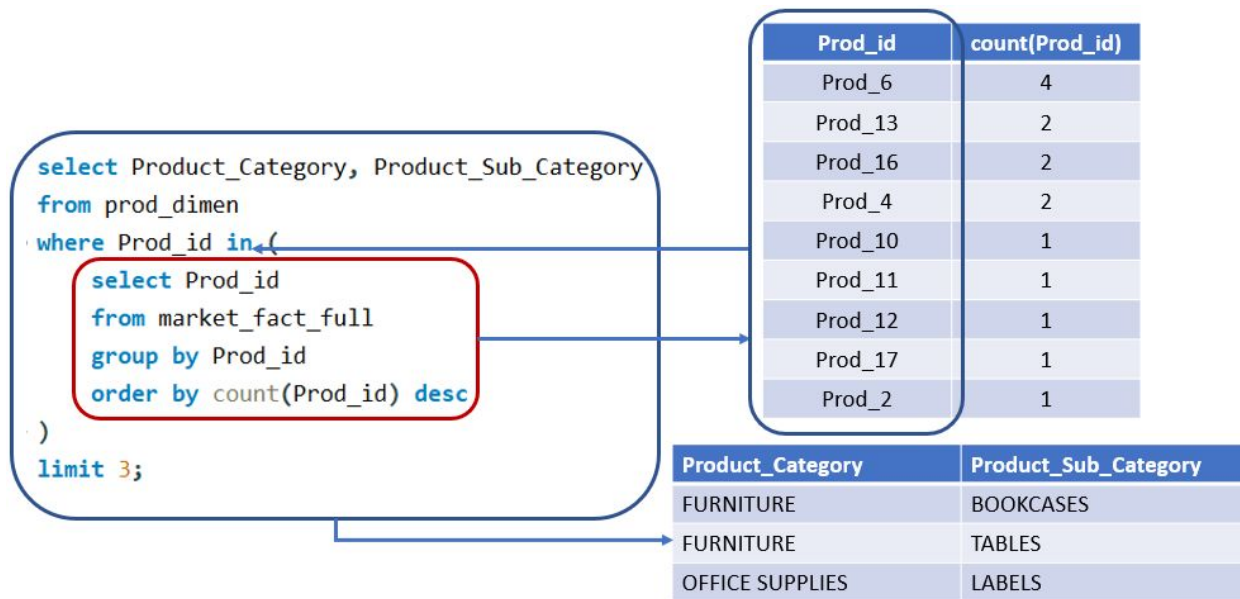 select Product_Category, Product_Sub_Category
from prod_dimen
where Prod_id in (
select Prod_id
from market_fact_full
group by Prod_id
order by count(Prod_id) desc
)
limit 3;
Prod_id count(Prod_id)
Prod_6 4
Prod_13 2
Prod_16 2
Prod_4 2
Prod_10 1
Prod_11 1
Prod_12 1
Prod_17 1
Prod_2 1
Product_Category Product_Sub_Category
FURNITURE BOOKCASES
FURNITURE TABLES
OFFICE SUPPLIES LABELS